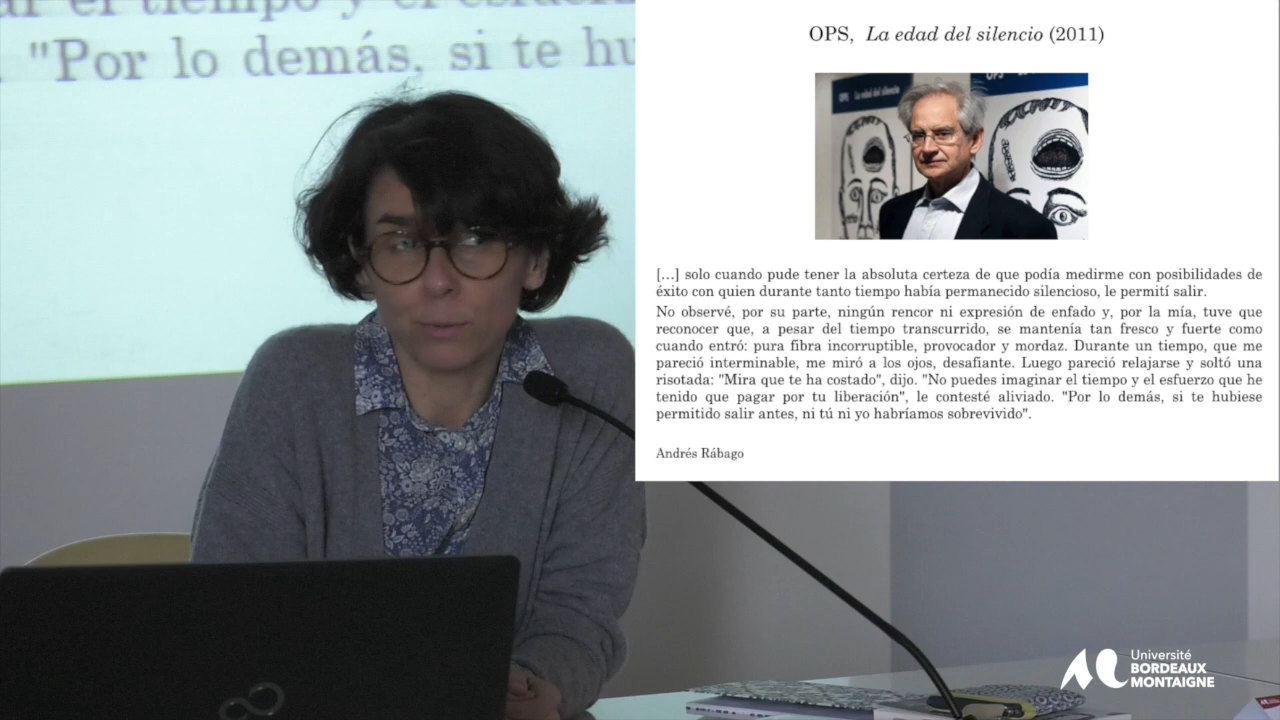 ar el tiempo y el esfuerzo
"Por lo demás, si te hu
OPS, La edad del silencio (2011)
OPS La edad del silencio
OPS
[...] solo cuando pude tener la absoluta certeza de que podía medirme con posibilidades de
éxito con quien durante tanto tiempo había permanecido silencioso, le permití salir.
No observé, por su parte, ningún rencor ni expresión de enfado y, por la mía, tuve que
reconocer que, a pesar del tiempo transcurrido, se mantenía tan fresco y fuerte como
cuando entró: pura fibra incorruptible, provocador y mordaz. Durante un tiempo, que me
pareció interminable, me miró a los ojos, desafiante. Luego pareció relajarse y soltó una
risotada: "Mira que te ha costado", dijo. "No puedes imaginar el tiempo y el esfuerzo que he
tenido que pagar por tu liberación", le contesté aliviado. "Por lo demás, si te hubiese
permitido salir antes, ni tú ni yo habríamos sobrevivido".
Andrés Rábago
Université
BORDEAUX
MONTAIGNE